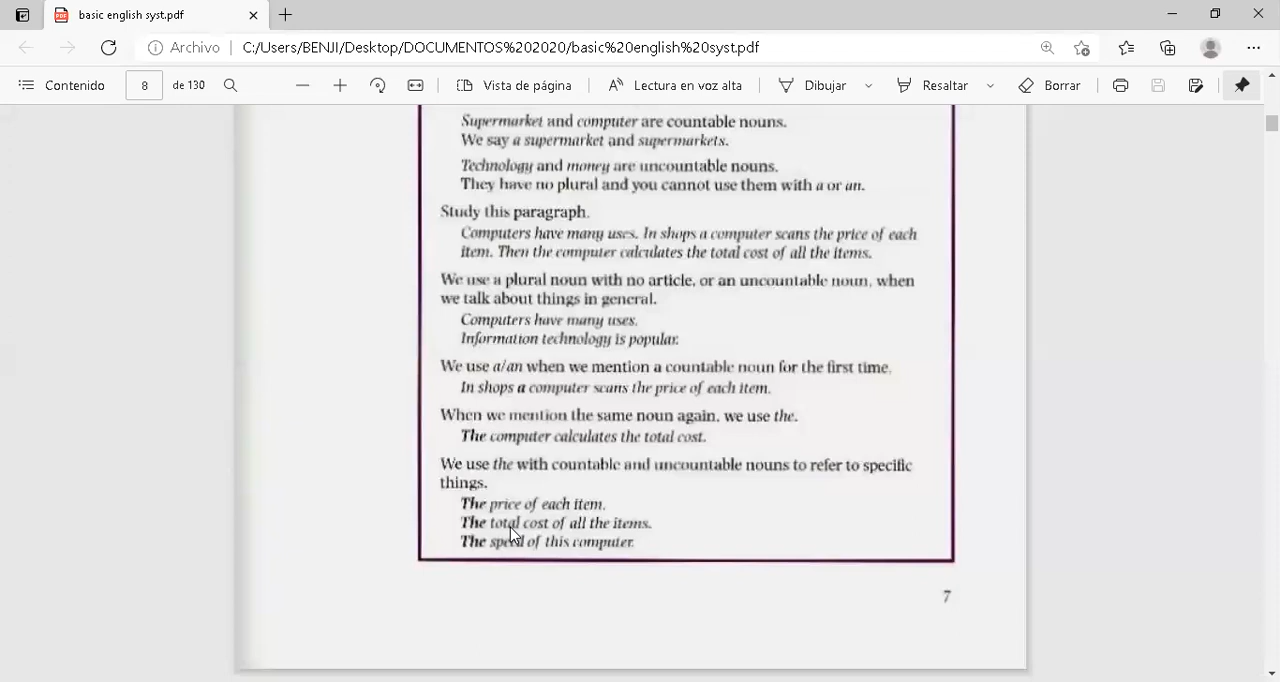 basic english syst.pdf
Archivo C:/Users/BENJI/Desktop/DOCUMENTOS%202020/basic%20english%20syst.pdf
Contenido 8 de 130 Vista de página Lectura en voz alta Dibujar Resaltar Borrar
Supermarket and computer are countable nouns.
We say a supermarket and supermarkets.
Technology and money are uncountable nouns.
They have no plural and you cannot use them with a or an.
Study this paragraph.
Computers have many uses. In shops a computer scans the price of each
item. Then the computer calculates the total cost of all the items.
We use a plural noun with no article, or an uncountable noun, when
we talk about things in general.
Computers have many uses.
Information technology is popular.
We use a/an when we mention a countable noun for the first time.
In shops a computer scans the price of each item.
When we mention the same noun again, we use the.
The computer calculates the total cost.
We use the with countable and uncountable nouns to refer to specific
things.
The price of each item.
The total cost of all the items.
The speed of this computer.
7